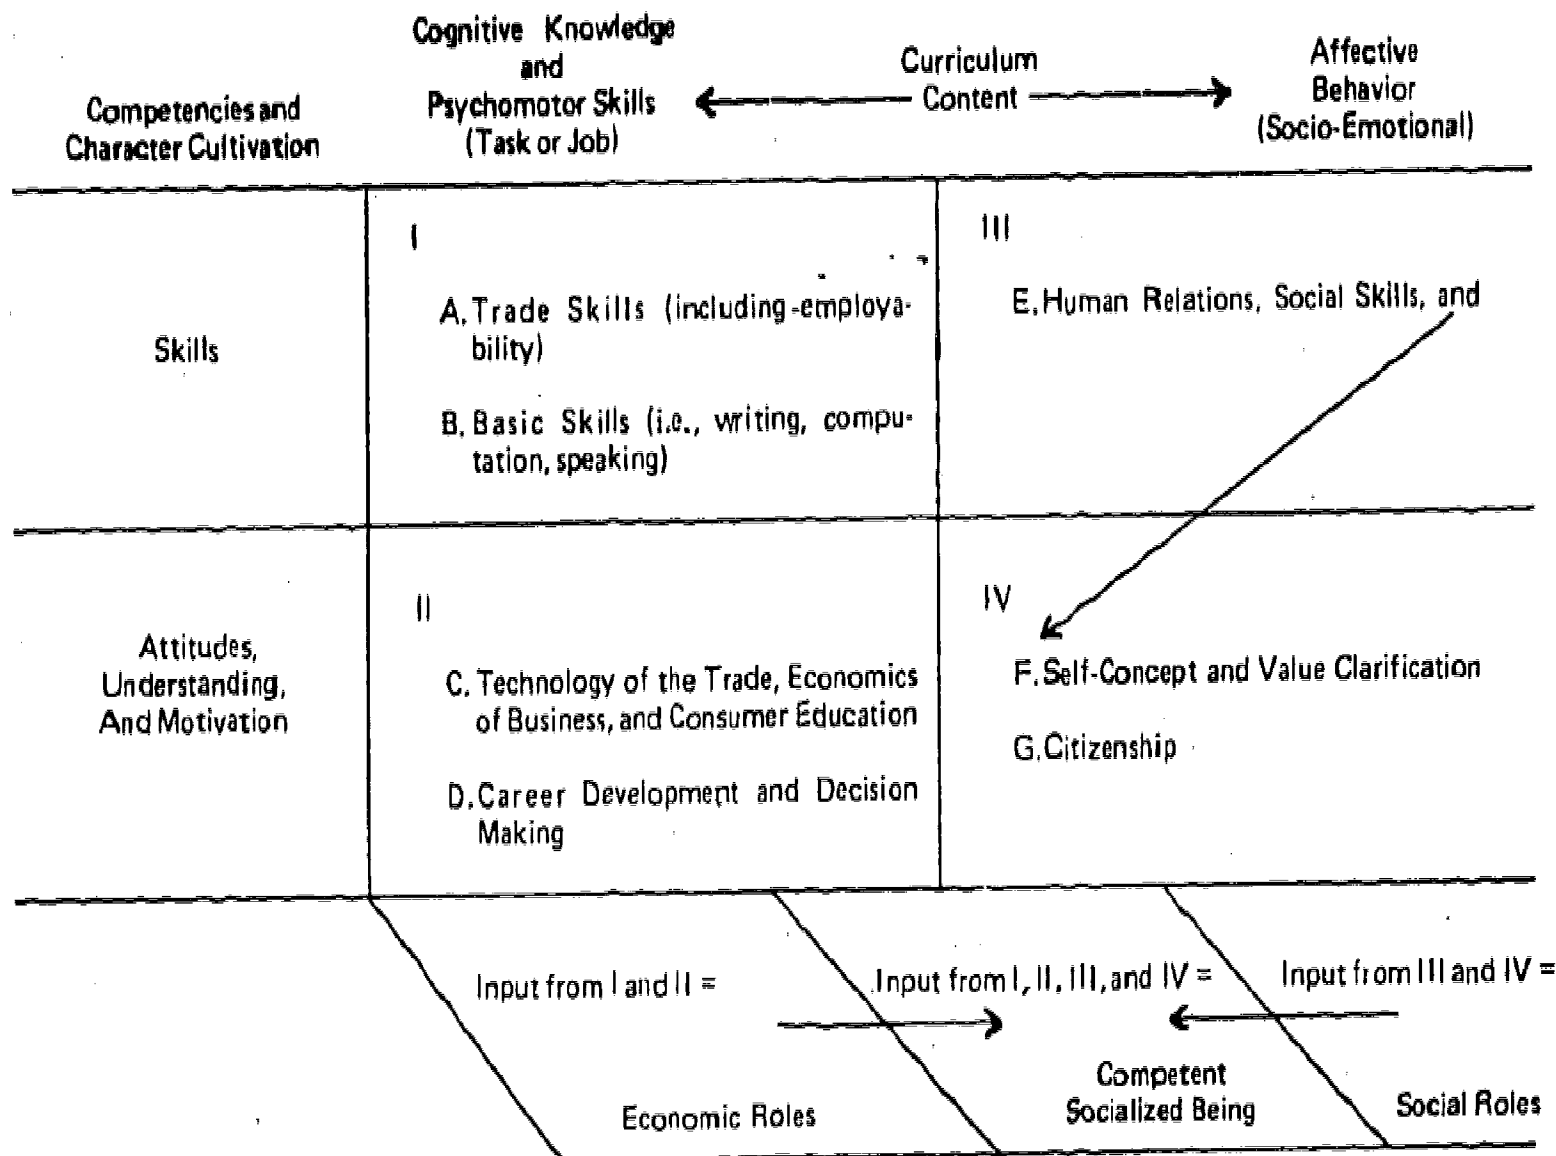 Competencies and
Character Cultivation
Cognitive Knowledge
and
Psychomotor Skills
(Task or Job)
Curriculum
Content
Affective
Behavior
(Socio-Emotional)
Skills
I
A. Trade Skills (including employa-
bility)
B. Basic Skills (i.e., writing, compu-
tation, speaking)
III
E. Human Relations, Social Skills, and
Attitudes,
Understanding,
And Motivation
II
C. Technology of the Trade, Economics
of Business, and Consumer Education
D. Career Development and Decision
Making
IV
F. Self-Concept and Value Clarification
G. Citizenship
Input from I and II =
Economic Roles
Input from I, II, III, and IV =
Competent
Socialized Being
Input from III and IV =
Social Roles